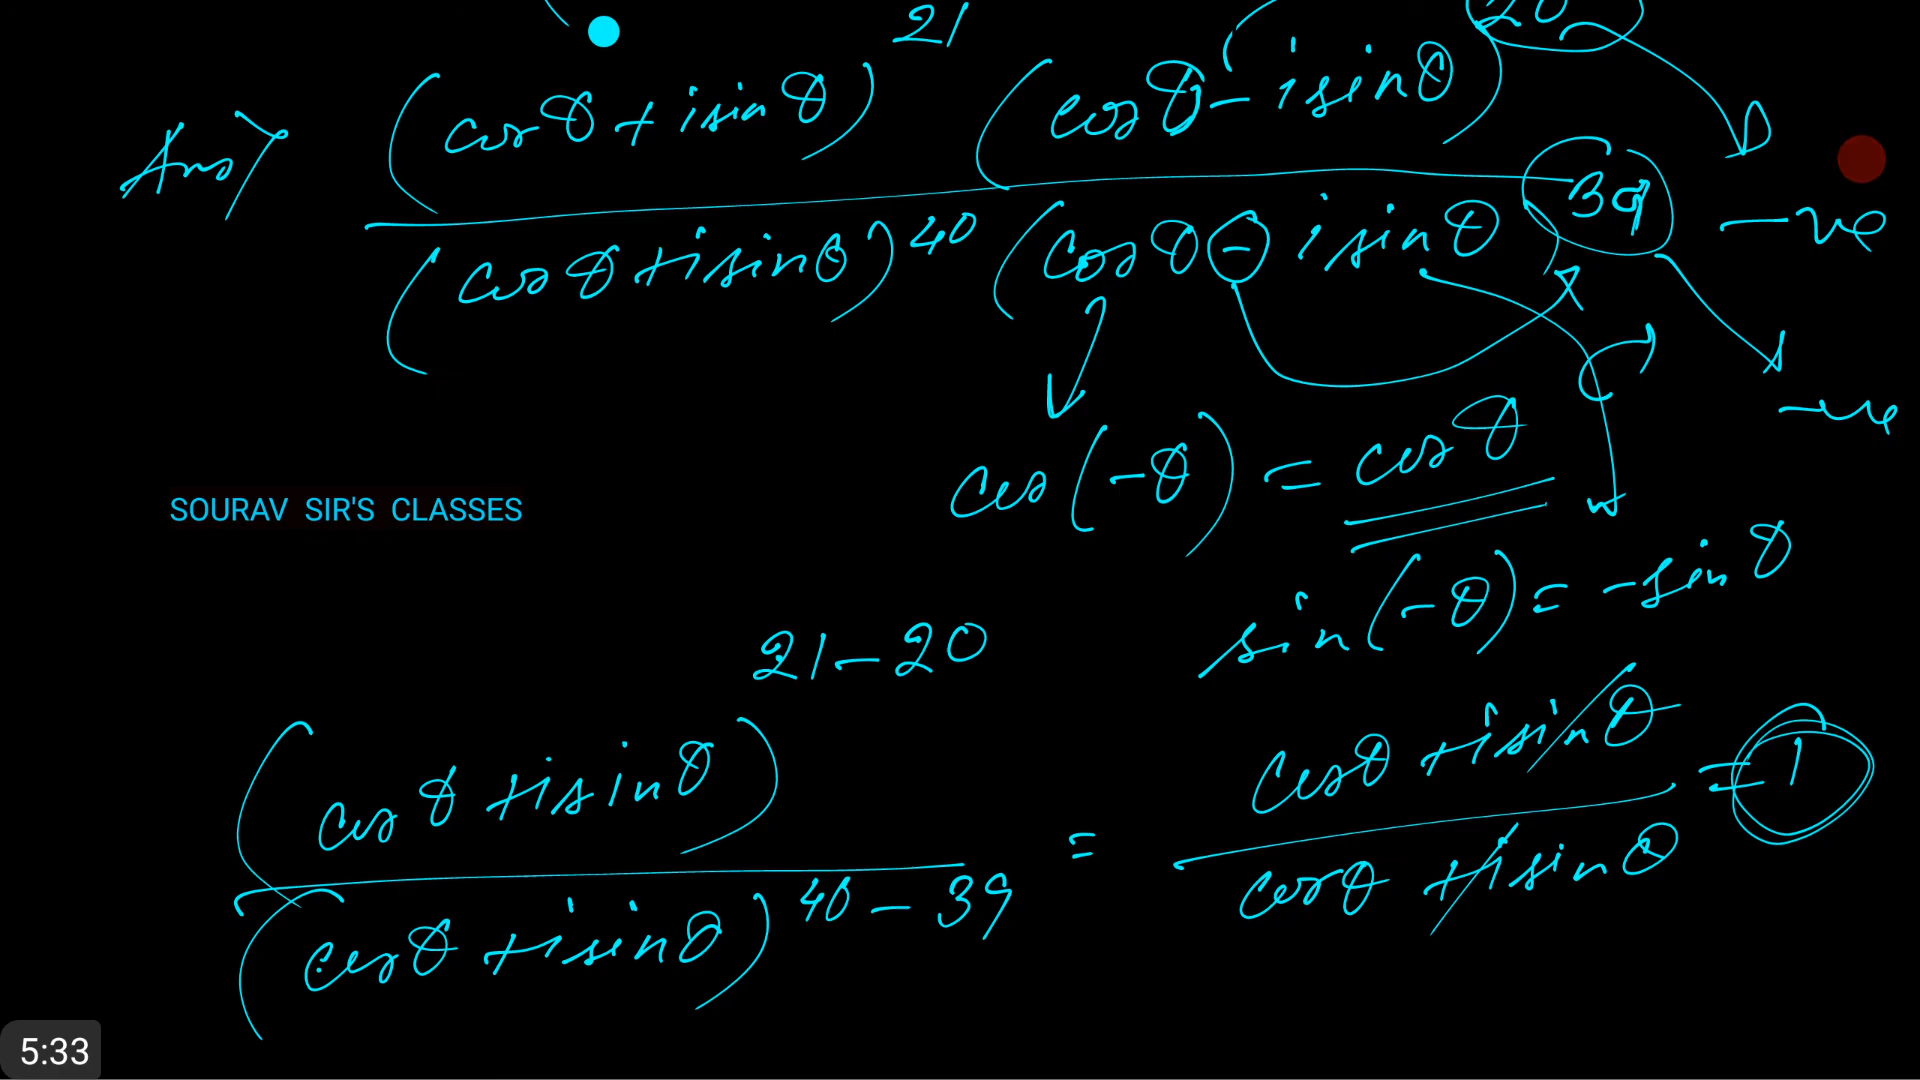 21 20
Ans> (cosθ + isinθ) (cosθ - isinθ)
(cosθ + isinθ)^40 (cosθ - isinθ)^39
-ve
-ve
cos(-θ) = cosθ
SOURAV SIR'S CLASSES
sin(-θ) = -sinθ
21-20
(cosθ + isinθ) = cosθ + isinθ = 1
(cosθ + isinθ)^40-39 cosθ + isinθ
5:33